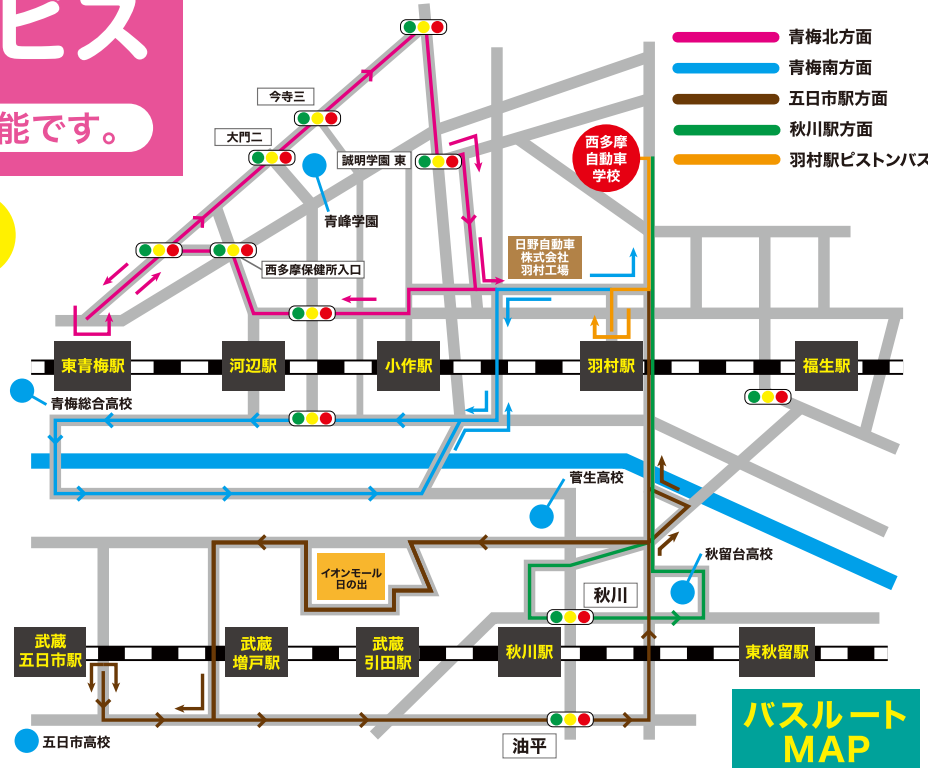 ビス
能です。
青梅北方面
青梅南方面
五日市駅方面
秋川駅方面
羽村駅ピストンバス
今寺三
大門二
誠明学園 東
西多摩
自動車
学校
青峰学園
西多摩保健所入口
日野自動車
株式会社
羽村工場
東青梅駅
河辺駅
小作駅
羽村駅
福生駅
青梅総合高校
菅生高校
秋留台高校
イオンモール
日の出
秋川
武蔵
五日市駅
武蔵
増戸駅
武蔵
引田駅
秋川駅
東秋留駅
五日市高校
油平
バスルート
MAP